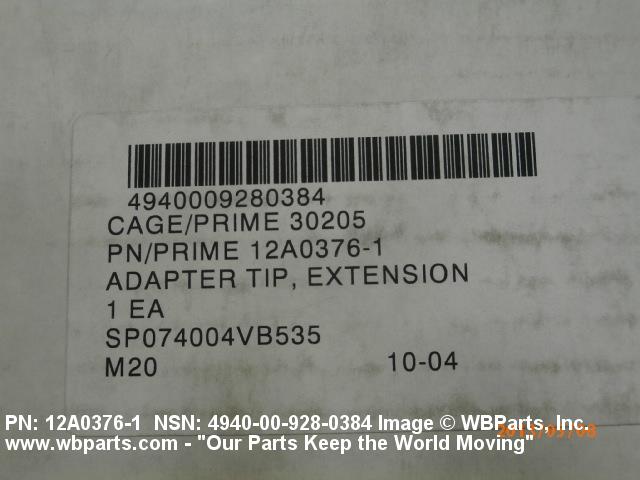 4940009280384
CAGE/PRIME 30205
PN/PRIME 12A0376-1
ADAPTER TIP, EXTENSION
1 EA
SP074004VB535
M20 10-04
PN: 12A0376-1 NSN: 4940-00-928-0384 Image © WBParts, Inc.
www.wbparts.com - "Our Parts Keep the World Moving"